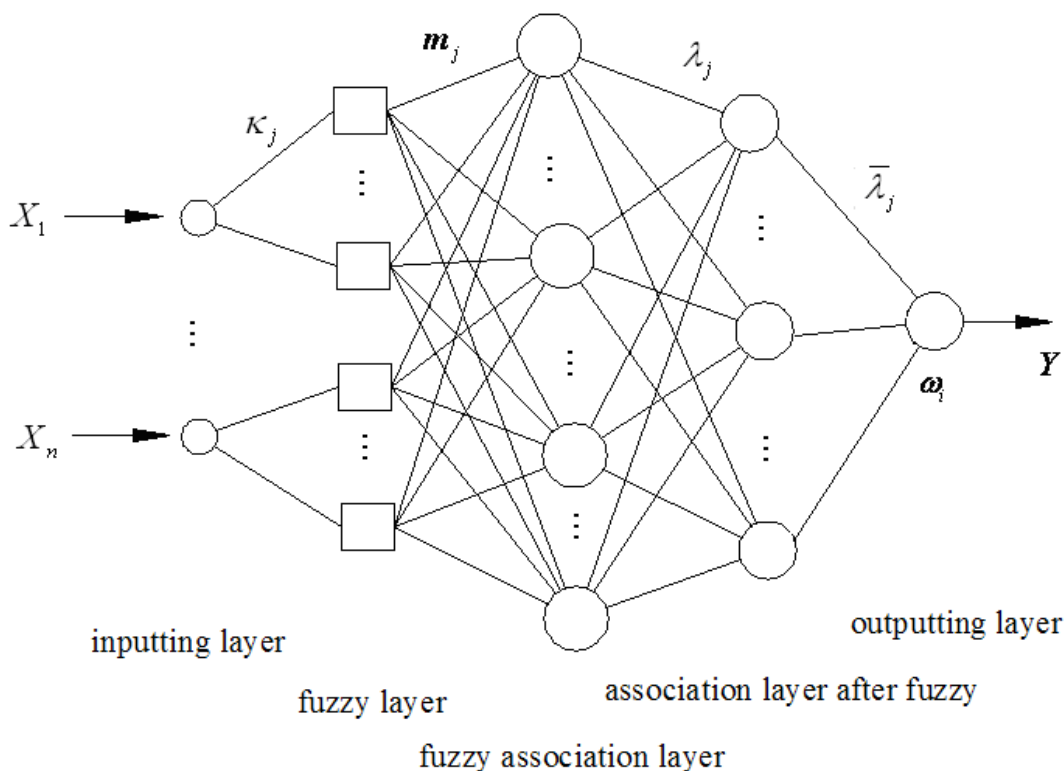 m_j
λ_j
κ_j
λ̅_j
X_1
Y
ω_i
X_n
outputting layer
inputting layer
association layer after fuzzy
fuzzy layer
fuzzy association layer